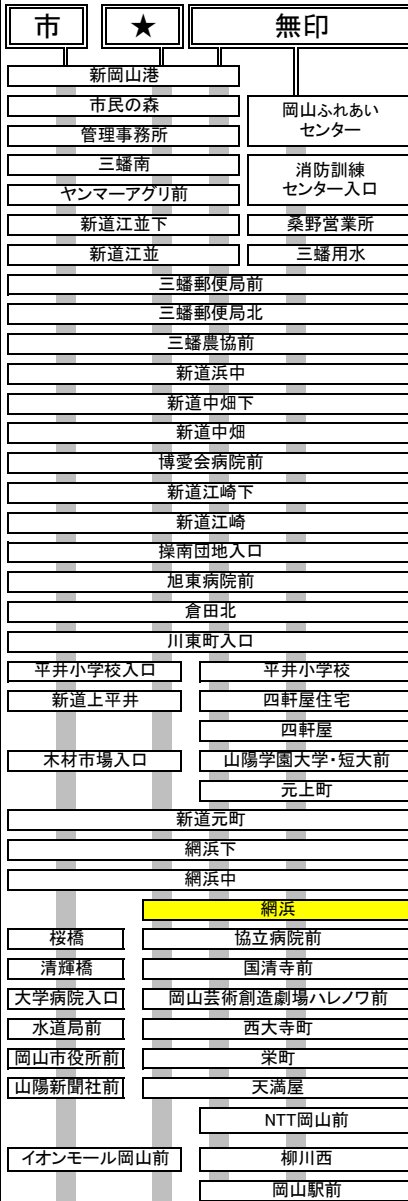 市 ★ 無印
新岡山港
市民の森
岡山ふれあい
センター
管理事務所
三蟠南
消防訓練
センター入口
ヤンマーアグリ前
新道江並下 桑野営業所
新道江並 三蟠用水
三蟠郵便局前
三蟠郵便局北
三蟠農協前
新道浜中
新道中畑下
新道中畑
博愛会病院前
新道江崎下
新道江崎
操南団地入口
旭東病院前
倉田北
川東町入口
平井小学校入口 平井小学校
新道上平井 四軒屋住宅
四軒屋
木材市場入口 山陽学園大学・短大前
元上町
新道元町
網浜下
網浜中
網浜
桜橋 協立病院前
清輝橋 国清寺前
大学病院入口 岡山芸術創造劇場ハレノワ前
水道局前 西大寺町
岡山市役所前 栄町
山陽新聞社前 天満屋
NTT岡山前
イオンモール岡山前 柳川西
岡山駅前